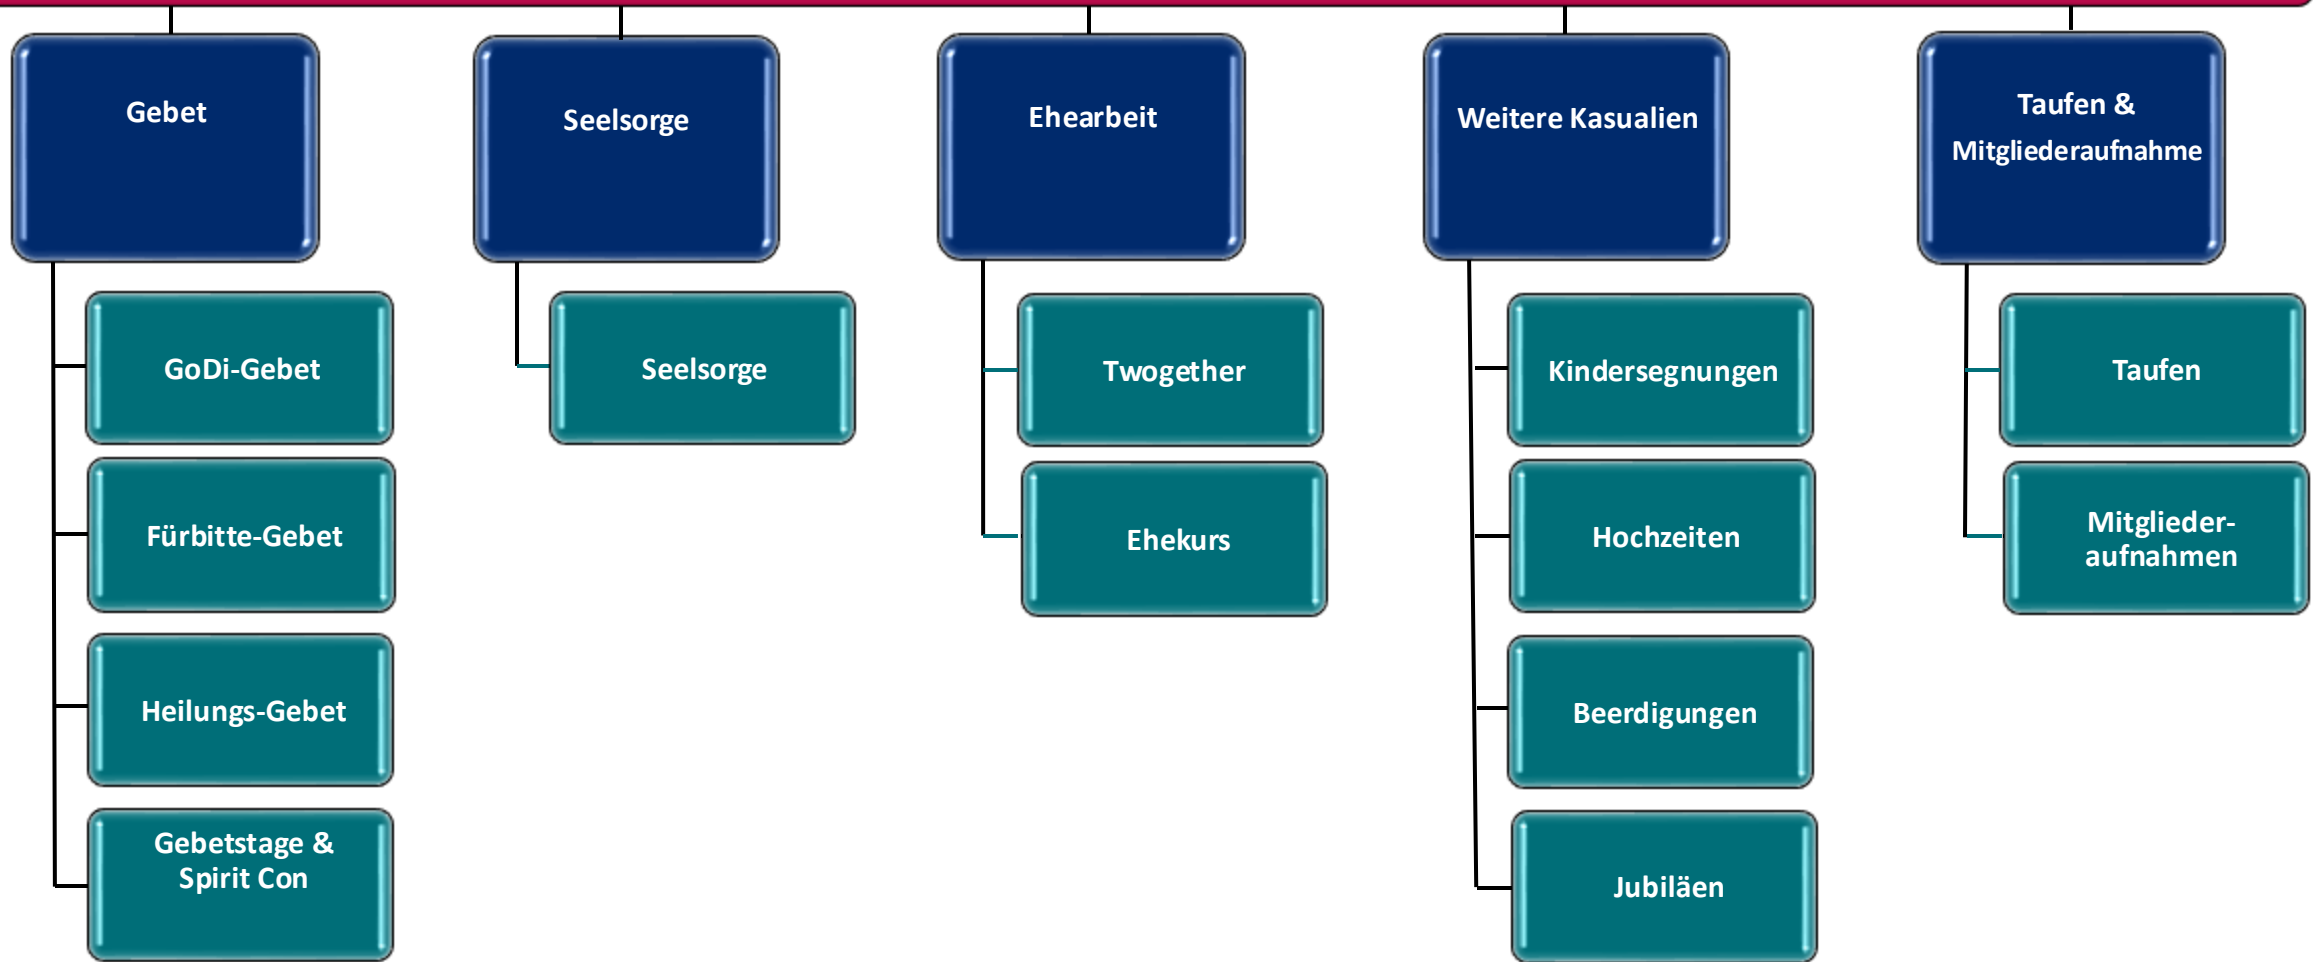 Gebet
Seelsorge
Ehearbeit
Weitere Kasualien
Taufen &
Mitgliederaufnahme
GoDi-Gebet
Seelsorge
Twogether
Kindersegnungen
Taufen
Fürbitte-Gebet
Ehekurs
Hochzeiten
Mitglieder-
aufnahmen
Heilungs-Gebet
Beerdigungen
Gebetstage &
Spirit Con
Jubiläen